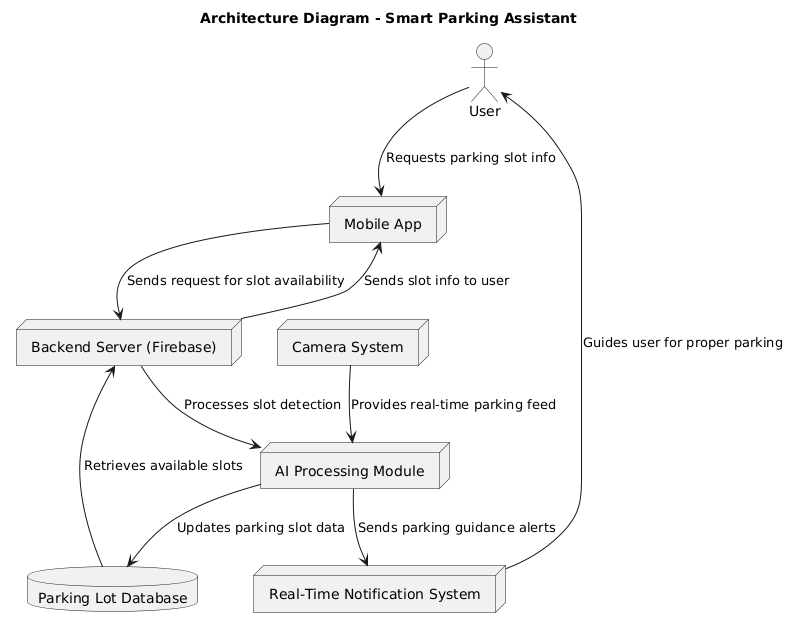 Architecture Diagram - Smart Parking Assistant
User
Requests parking slot info
Mobile App
Sends request for slot availability
Sends slot info to user
Backend Server (Firebase)
Camera System
Guides user for proper parking
Processes slot detection
Provides real-time parking feed
Retrieves available slots
AI Processing Module
Updates parking slot data
Sends parking guidance alerts
Parking Lot Database
Real-Time Notification System